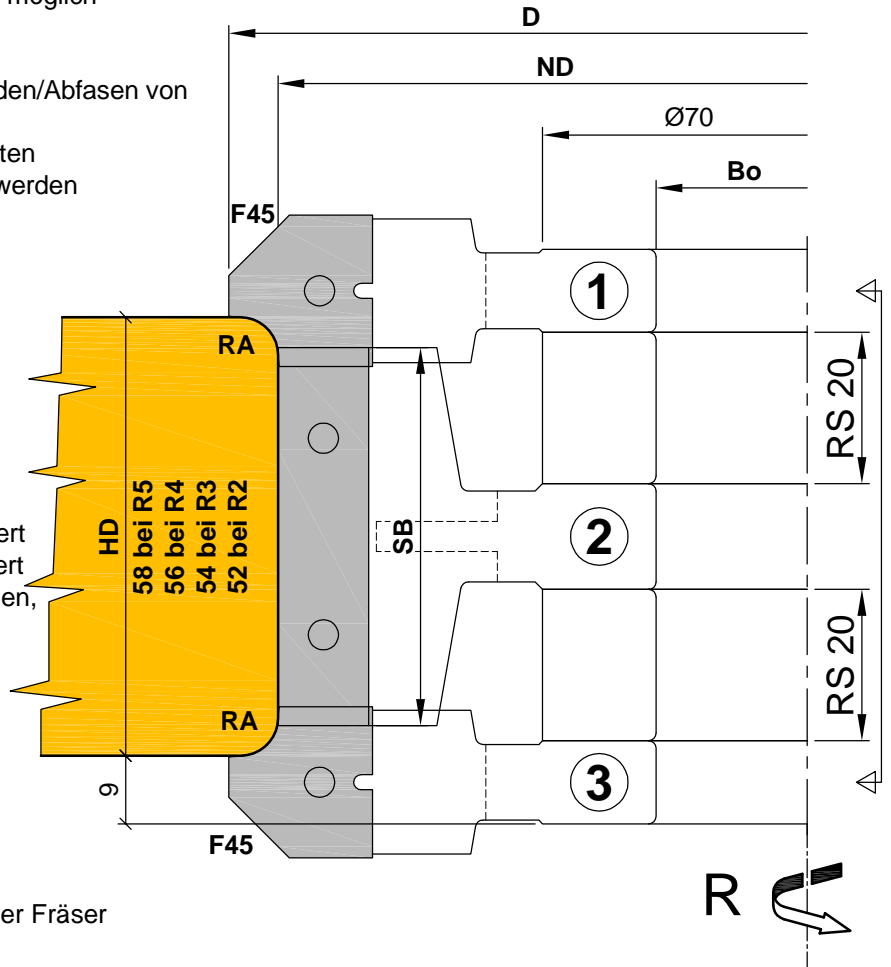 möglich
D
ND
den/Abfasen von
Ø70
ten
Bo
werden
F45
1
RA
RS 20
HD
58 bei R5
56 bei R4
54 bei R3
52 bei R2
SB
2
ert
ert
en,
RS 20
RA
3
9
F45
R
er Fräser